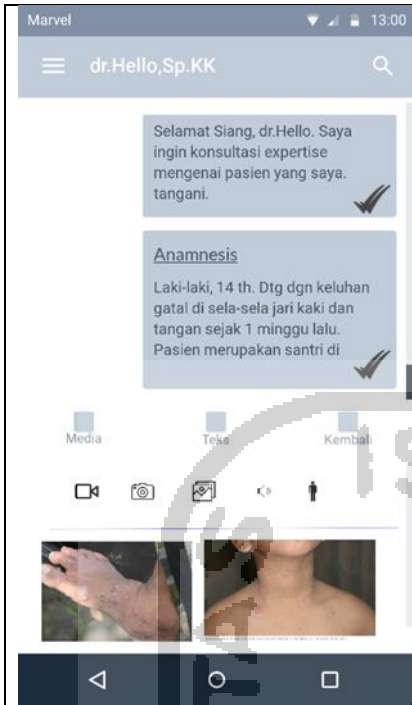 Marvel 13:00
dr.Hello,Sp.KK
Selamat Siang, dr.Hello. Saya
ingin konsultasi expertise
mengenai pasien yang saya.
tangani.
Anamnesis
Laki-laki, 14 th. Dtg dgn keluhan
gatal di sela-sela jari kaki dan
tangan sejak 1 minggu lalu.
Pasien merupakan santri di
Media Teks Kembali